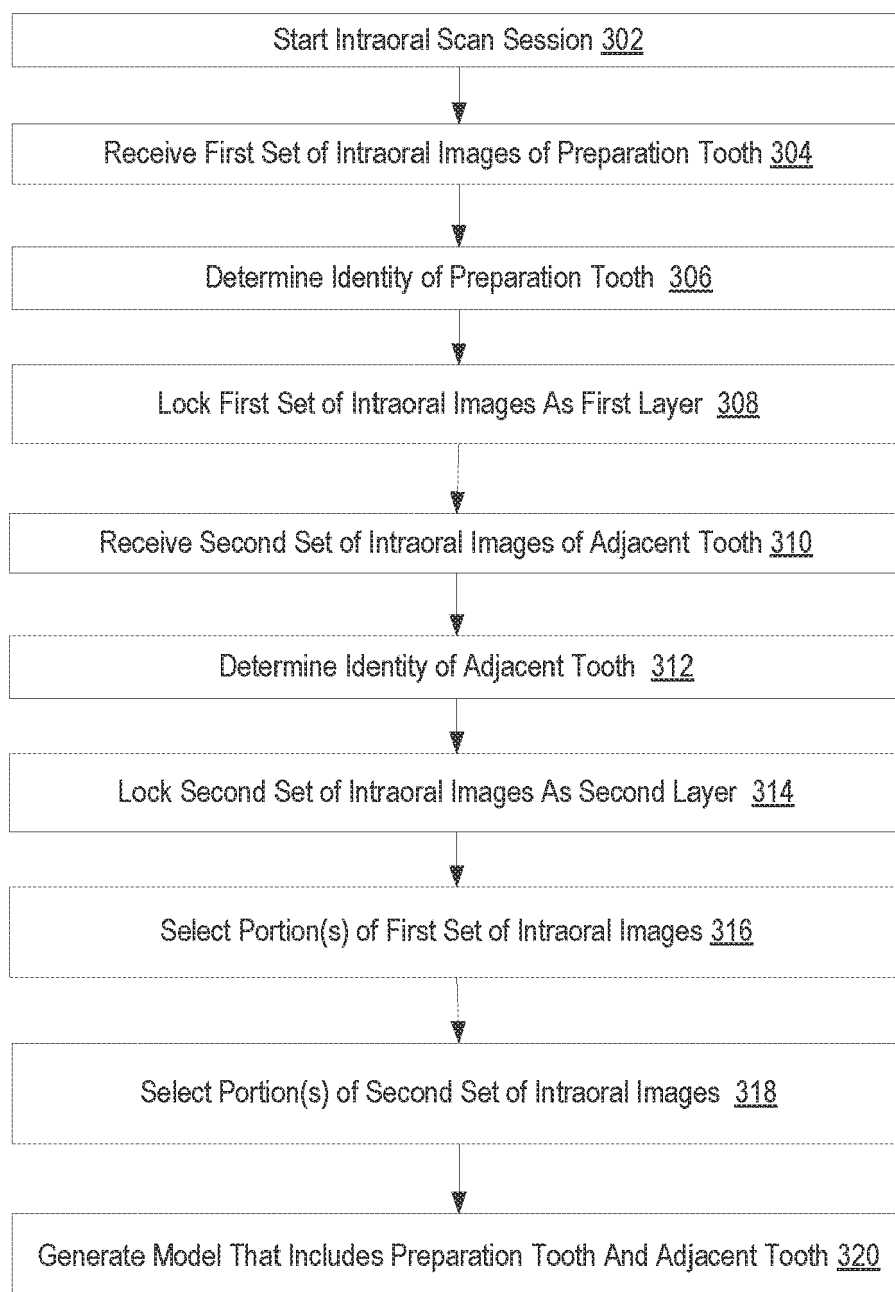 Start Intraoral Scan Session 302
Receive First Set of Intraoral Images of Preparation Tooth 304
Determine Identity of Preparation Tooth 306
Lock First Set of Intraoral Images As First Layer 308
Receive Second Set of Intraoral Images of Adjacent Tooth 310
Determine Identity of Adjacent Tooth 312
Lock Second Set of Intraoral Images As Second Layer 314
Select Portion(s) of First Set of Intraoral Images 316
Select Portion(s) of Second Set of Intraoral Images 318
Generate Model That Includes Preparation Tooth And Adjacent Tooth 320